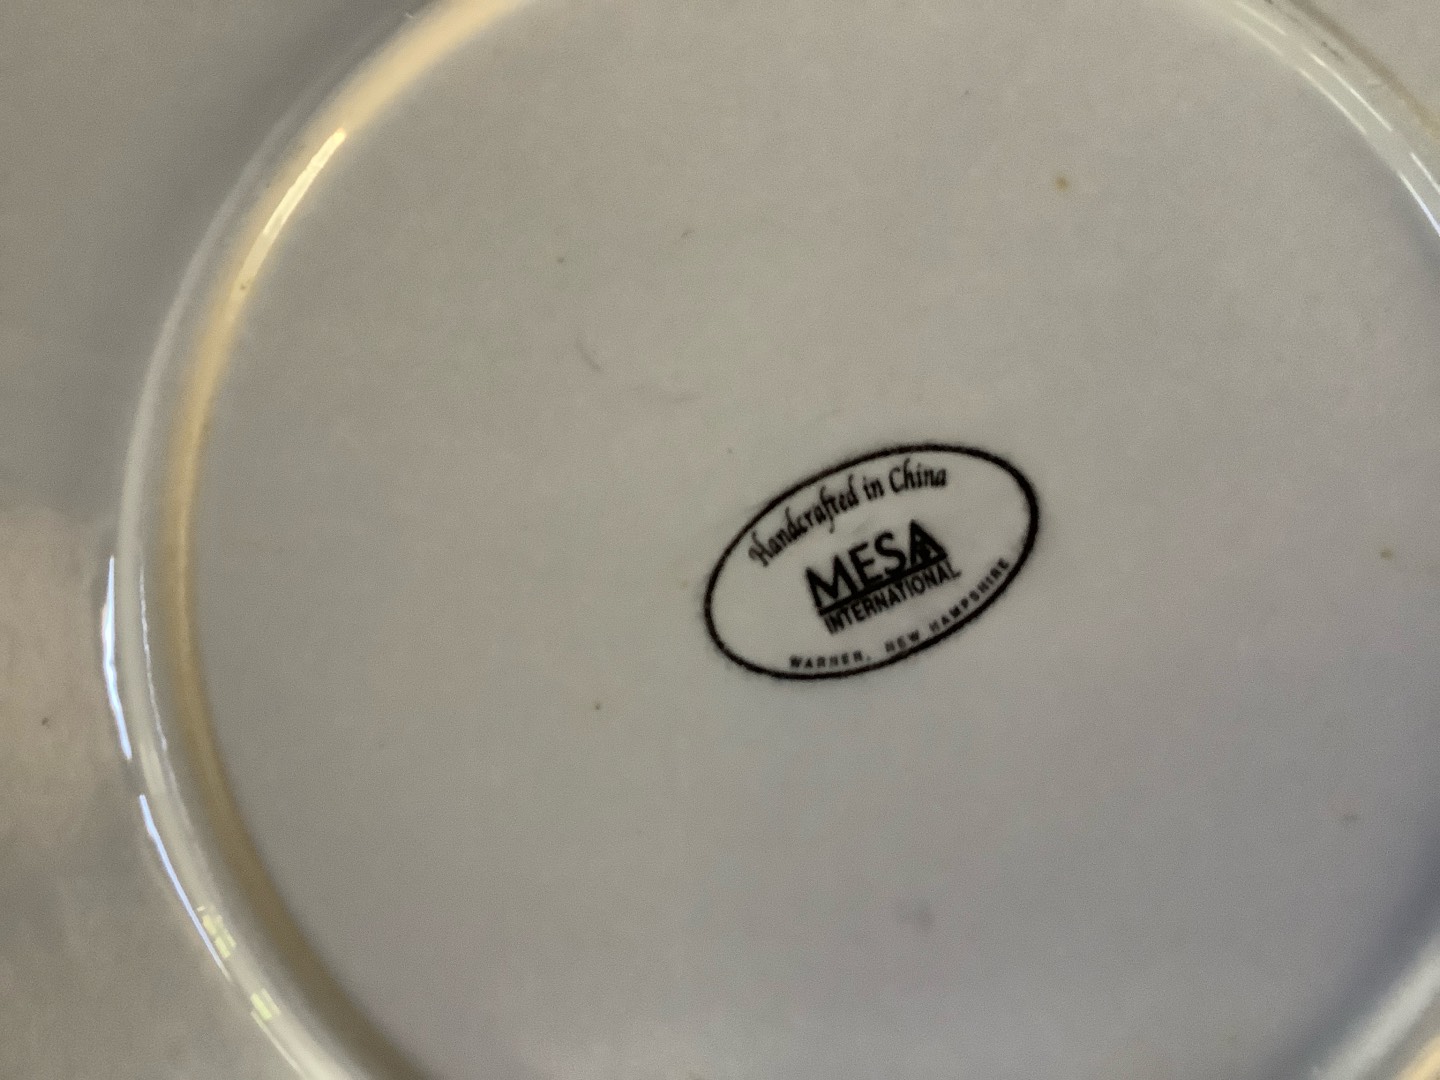 Handcrafted in China
MESA
INTERNATIONAL
WARNER, NEW HAMPSHIRE